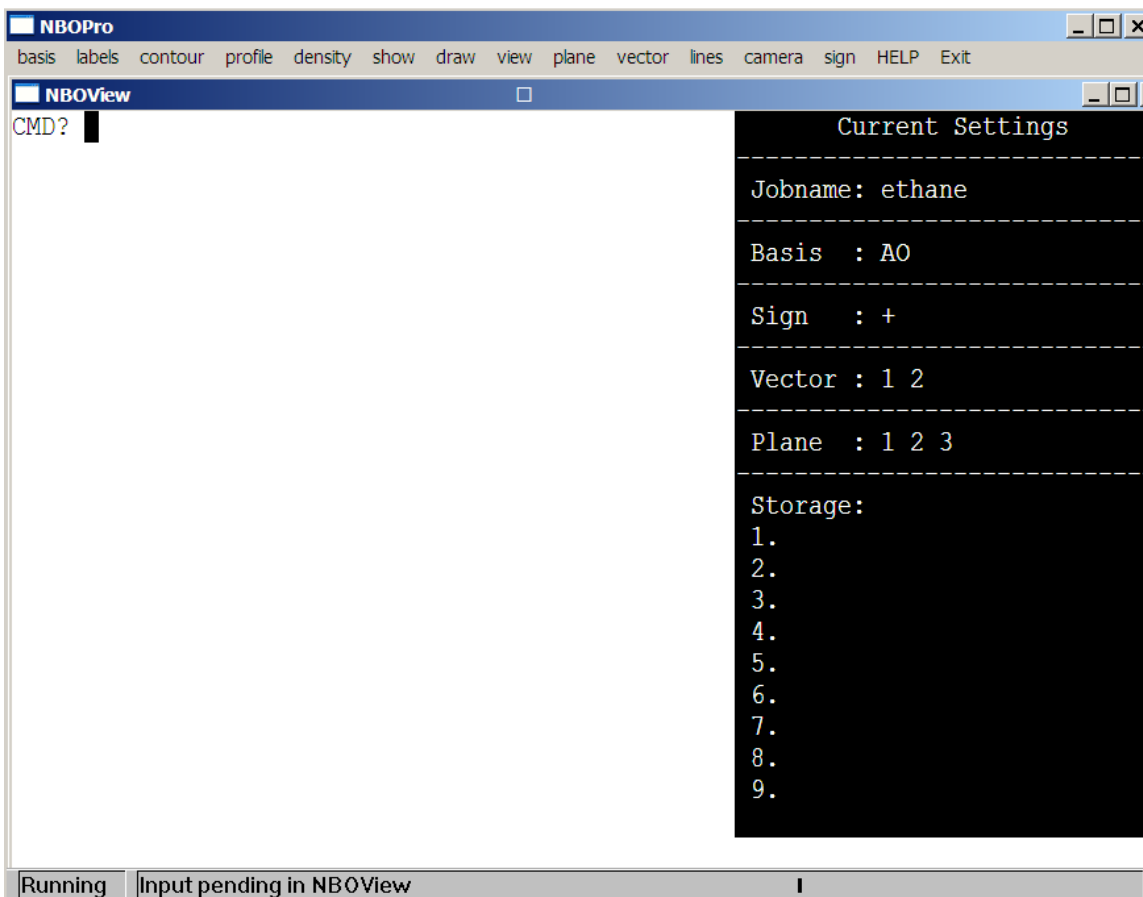 NBOPro
basis labels contour profile density show draw view plane vector lines camera sign HELP Exit
NBOView
CMD?
Current Settings
Jobname: ethane
Basis : AO
Sign : +
Vector : 1 2
Plane : 1 2 3
Storage:
1.
2.
3.
4.
5.
6.
7.
8.
9.
Running Input pending in NBOView